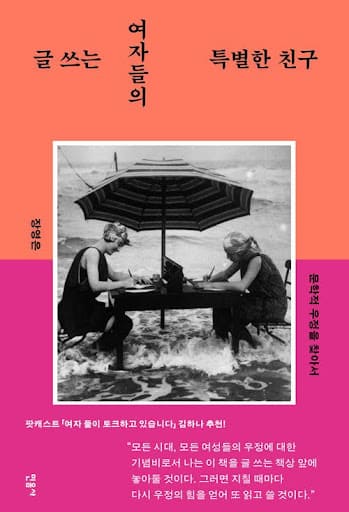 글 쓰는
여자들의
특별한 친구
장영은
문학적 우정을 찾아서
팟캐스트 「여자 둘이 토크하고 있습니다」 김하나 추천!
"모든 시대, 모든 여성들의 우정에 대한
기념비로서 나는 이 책을 글 쓰는 책상 앞에
놓아둘 것이다. 그러면 지칠 때마다
다시 우정의 힘을 얻어 또 읽고 쓸 것이다."
민음사